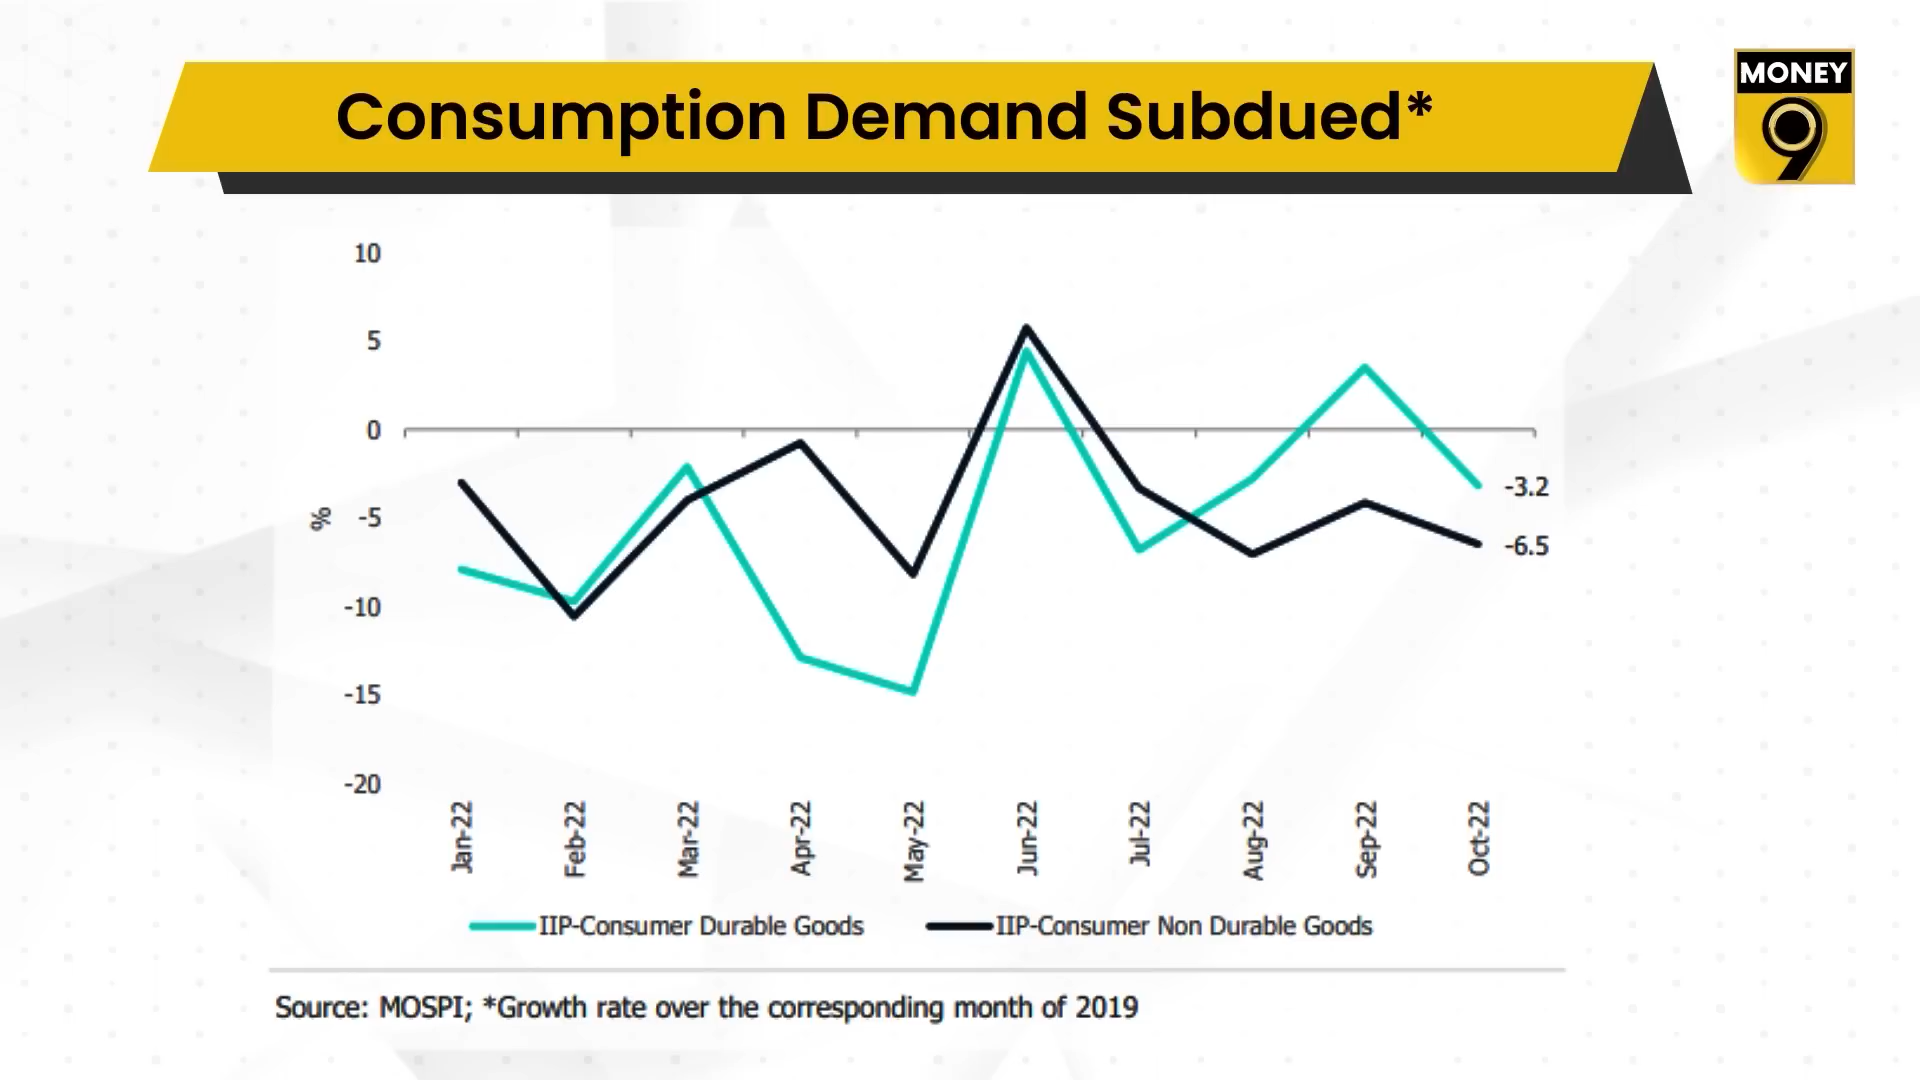 Consumption Demand Subdued*
MONEY
9
10
5
0
-5
-10
-15
-20
%
-3.2
-6.5
Jan-22
Feb-22
Mar-22
Apr-22
May-22
Jun-22
Jul-22
Aug-22
Sep-22
Oct-22
IIP-Consumer Durable Goods
IIP-Consumer Non Durable Goods
Source: MOSPI; *Growth rate over the corresponding month of 2019